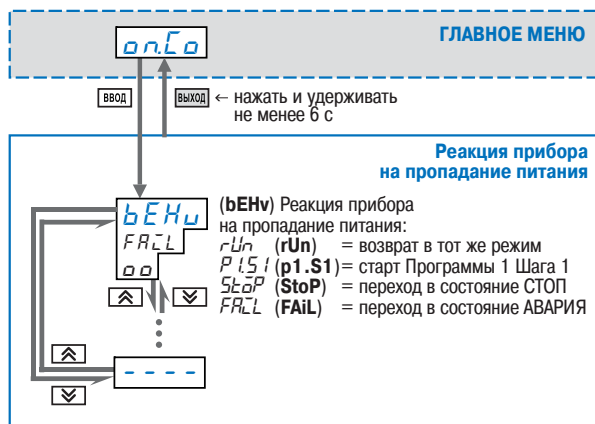 ГЛАВНОЕ МЕНЮ
on.Co
ВВОД
ВЫХОД ← нажать и удерживать
не менее 6 с
Реакция прибора
на пропадание питания
bEHu
FAiL
oo
(bEHv) Реакция прибора
на пропадание питания:
rUn (rUn) = возврат в тот же режим
P1.S1 (p1.S1) = старт Программы 1 Шага 1
StoP (StoP) = переход в состояние СТОП
FAiL (FAiL) = переход в состояние АВАРИЯ
- - - -